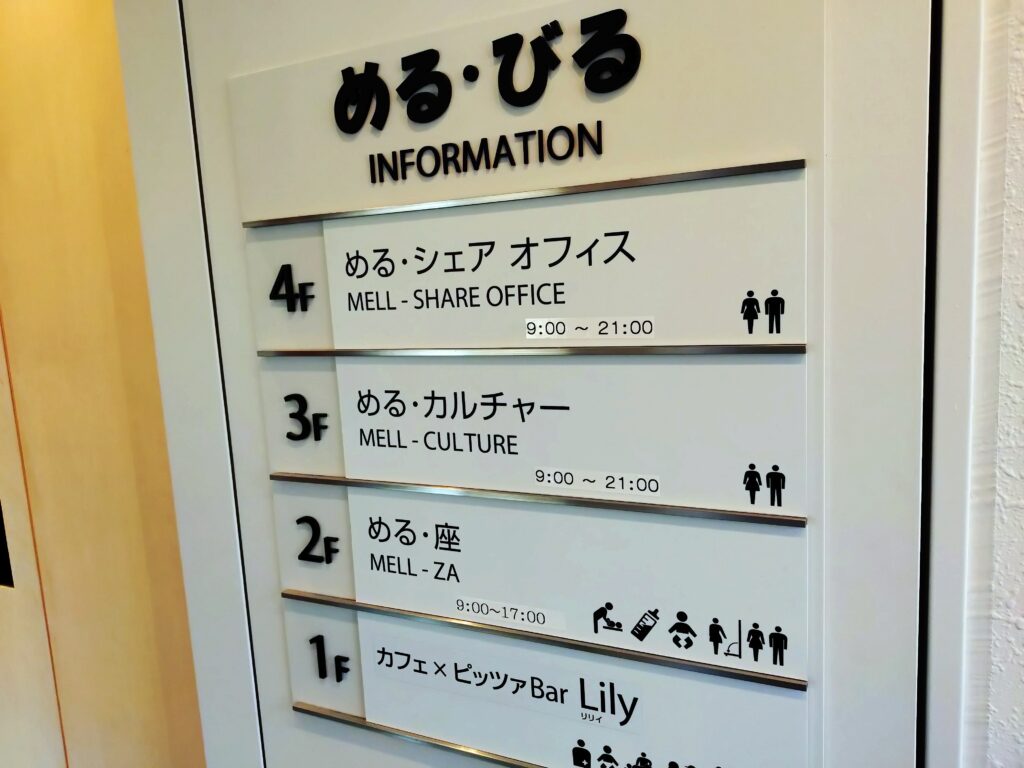 める・びる
INFORMATION
4F
める・シェア オフィス
MELL - SHARE OFFICE
9:00 ～ 21:00
3F
める・カルチャー
MELL - CULTURE
9:00 ～ 21:00
2F
める・座
MELL - ZA
9:00~17:00
1F
カフェ×ピッツァBar Lily
リリイ